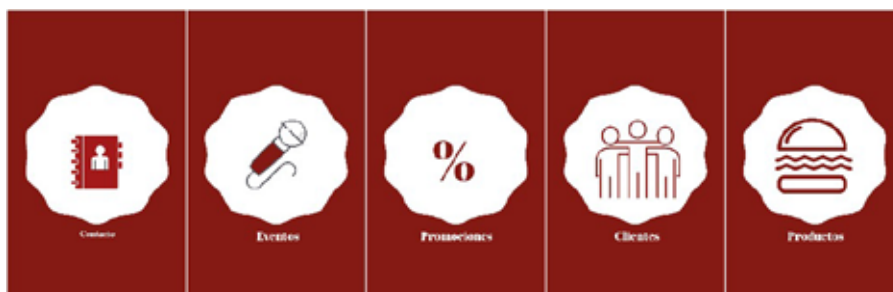 Contacto
Eventos
%
Promociones
Clientes
Productos